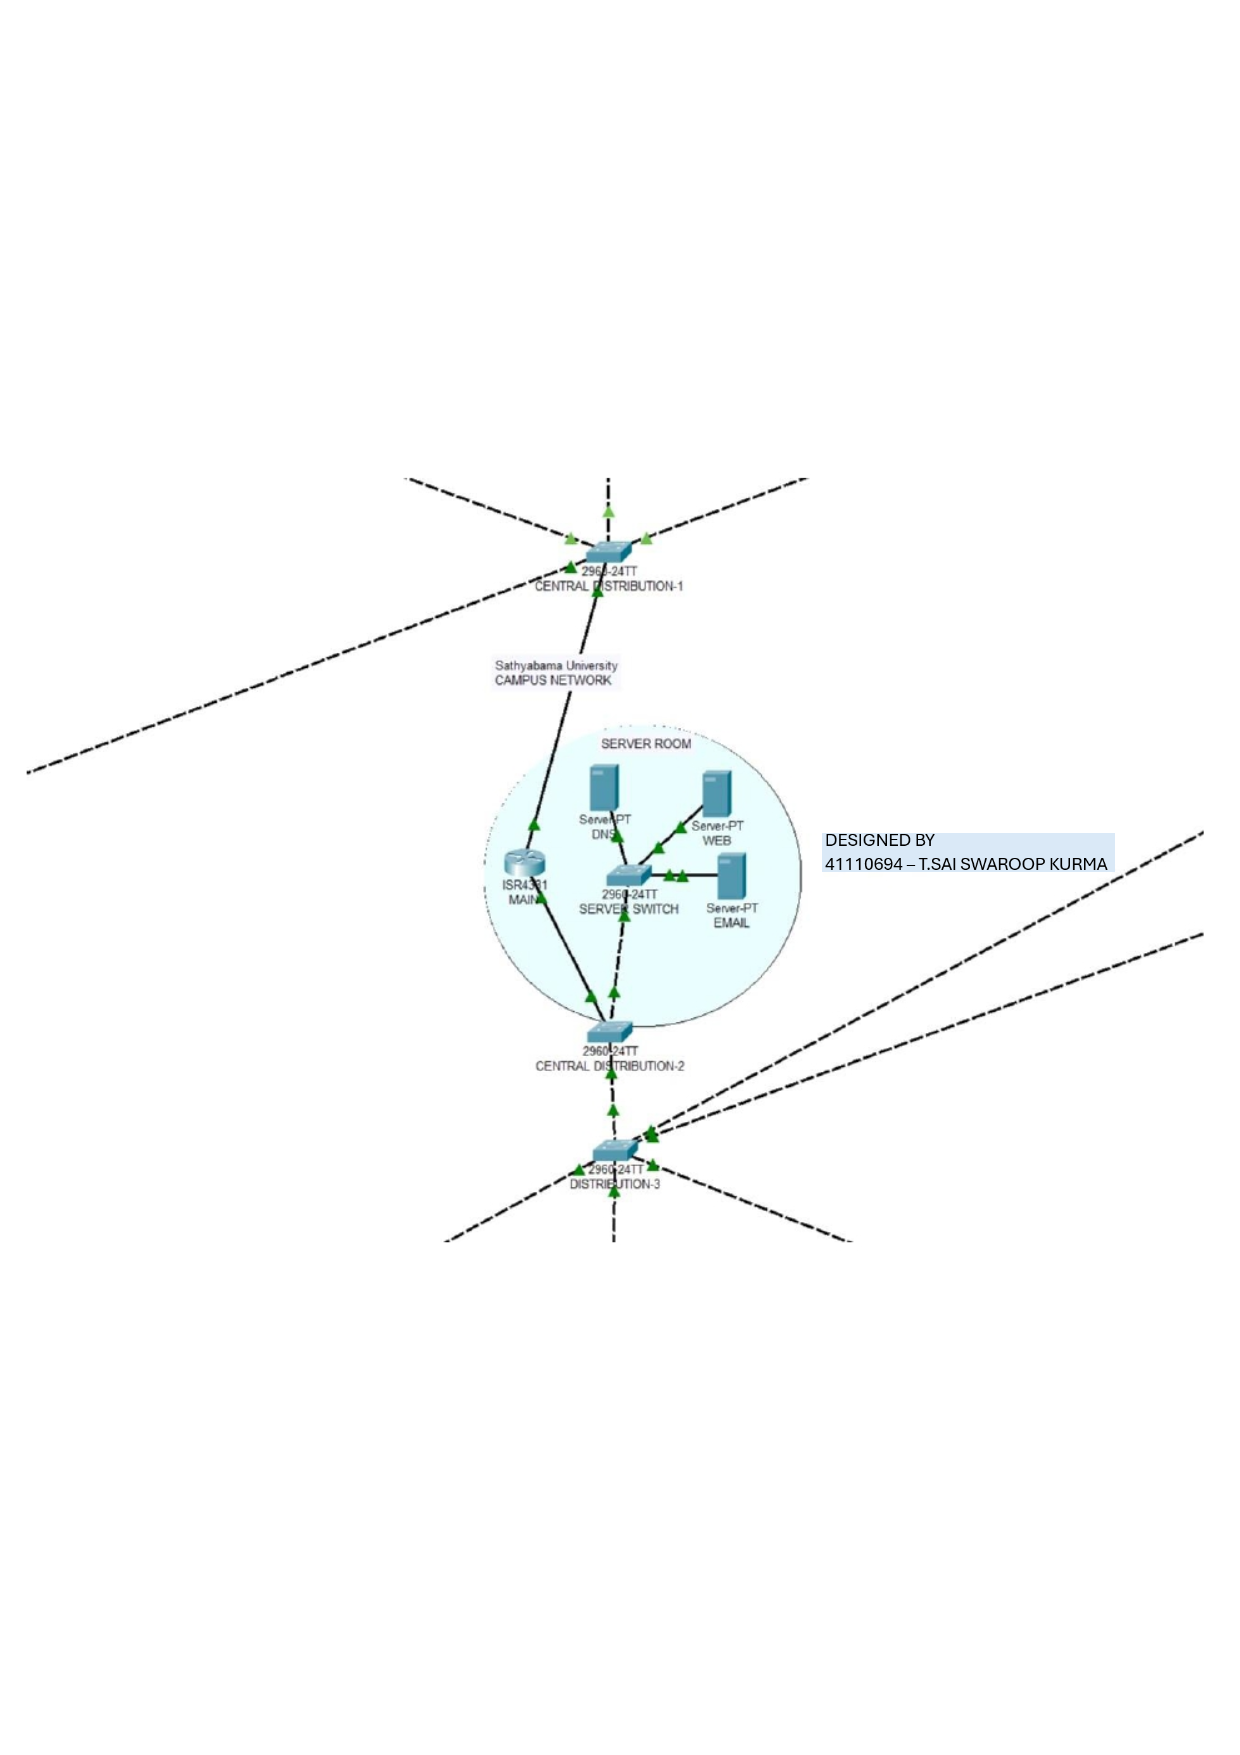 2960-24TT
CENTRAL DISTRIBUTION-1
Sathyabama University
CAMPUS NETWORK
SERVER ROOM
Server-PT
DNS
Server-PT
WEB
DESIGNED BY
41110694 – T.SAI SWAROOP KURMA
ISR4331
MAIN
2960-24TT
SERVER SWITCH
Server-PT
EMAIL
2960-24TT
CENTRAL DISTRIBUTION-2
2960-24TT
DISTRIBUTION-3